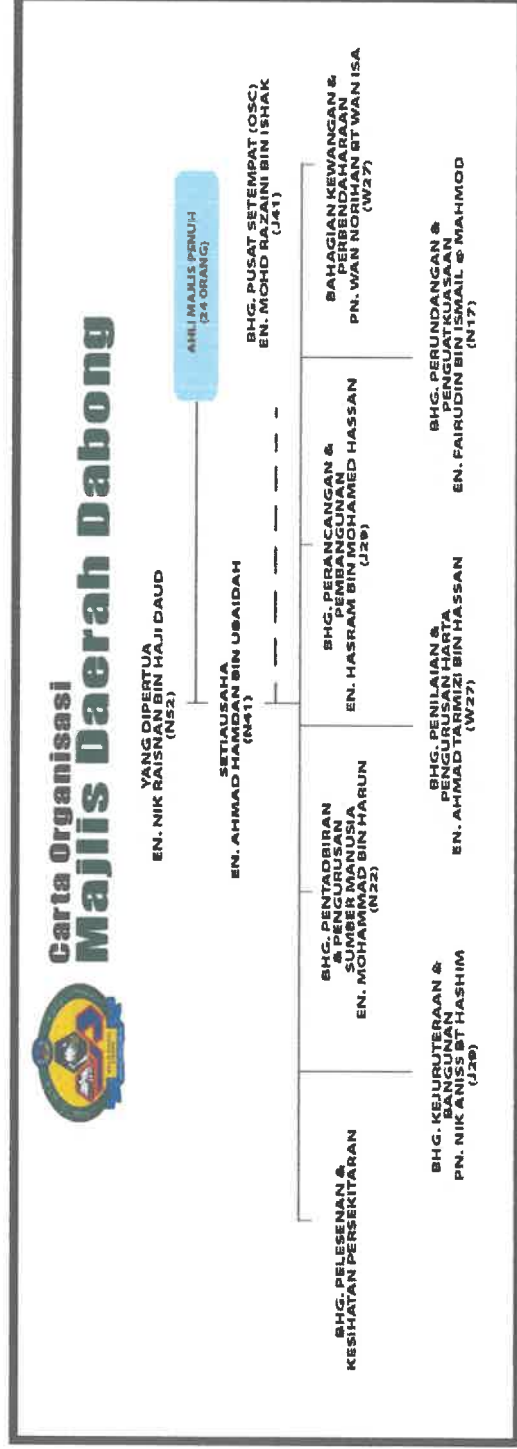 Carta Organisasi
Majlis Daerah Dabong
YANG DIPERTUA
EN. NIK RAISNAN BIN HAJI DAUD
(N52)
AHLI MAJLIS PENUH
(24 ORANG)
SETIAUSAHA
EN. AHMAD HAMDAN BIN UBAIDAH
(N41)
BHG. PUSAT SETEMPAT (OSC)
EN. MOHD RAZAINI BIN ISHAK
(J41)
BHG. PELESENAN &
KESIHATAN PERSEKITARAN
BHG. PENTADBIRAN
& PENGURUSAN
SUMBER MANUSIA
EN. MOHAMMAD BIN HARUN
(N22)
BHG. PERANCANGAN &
PEMBANGUNAN
EN. HASRAM BIN MOHAMED HASSAN
(J29)
BAHAGIAN KEWANGAN &
PERBENDAHARAAN
PN. WAN NORIHAN BT WAN ISA
(W27)
BHG. KEJURUTERAAN &
BANGUNAN
PN. NIK ANISS BT HASHIM
(J29)
BHG. PENILAIAN &
PENGURUSAN HARTA
EN. AHMAD TARMIZI BIN HASSAN
(W27)
BHG. PERUNDANGAN &
PENGUATKUASAAN
EN. FAIRUDIN BIN ISMAIL @ MAHMOD
(N17)